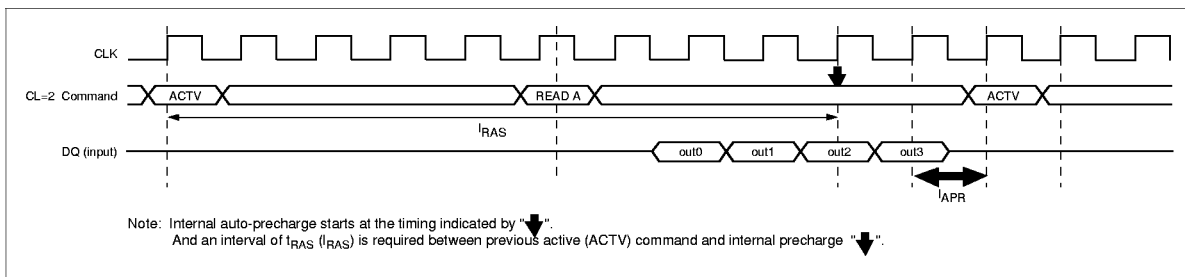 CLK
CL=2 Command ACTV READ A ACTV
lRAS
DQ (input) out0 out1 out2 out3
lAPR
Note: Internal auto-precharge starts at the timing indicated by " ".
And an interval of tRAS (lRAS) is required between previous active (ACTV) command and internal precharge " ".